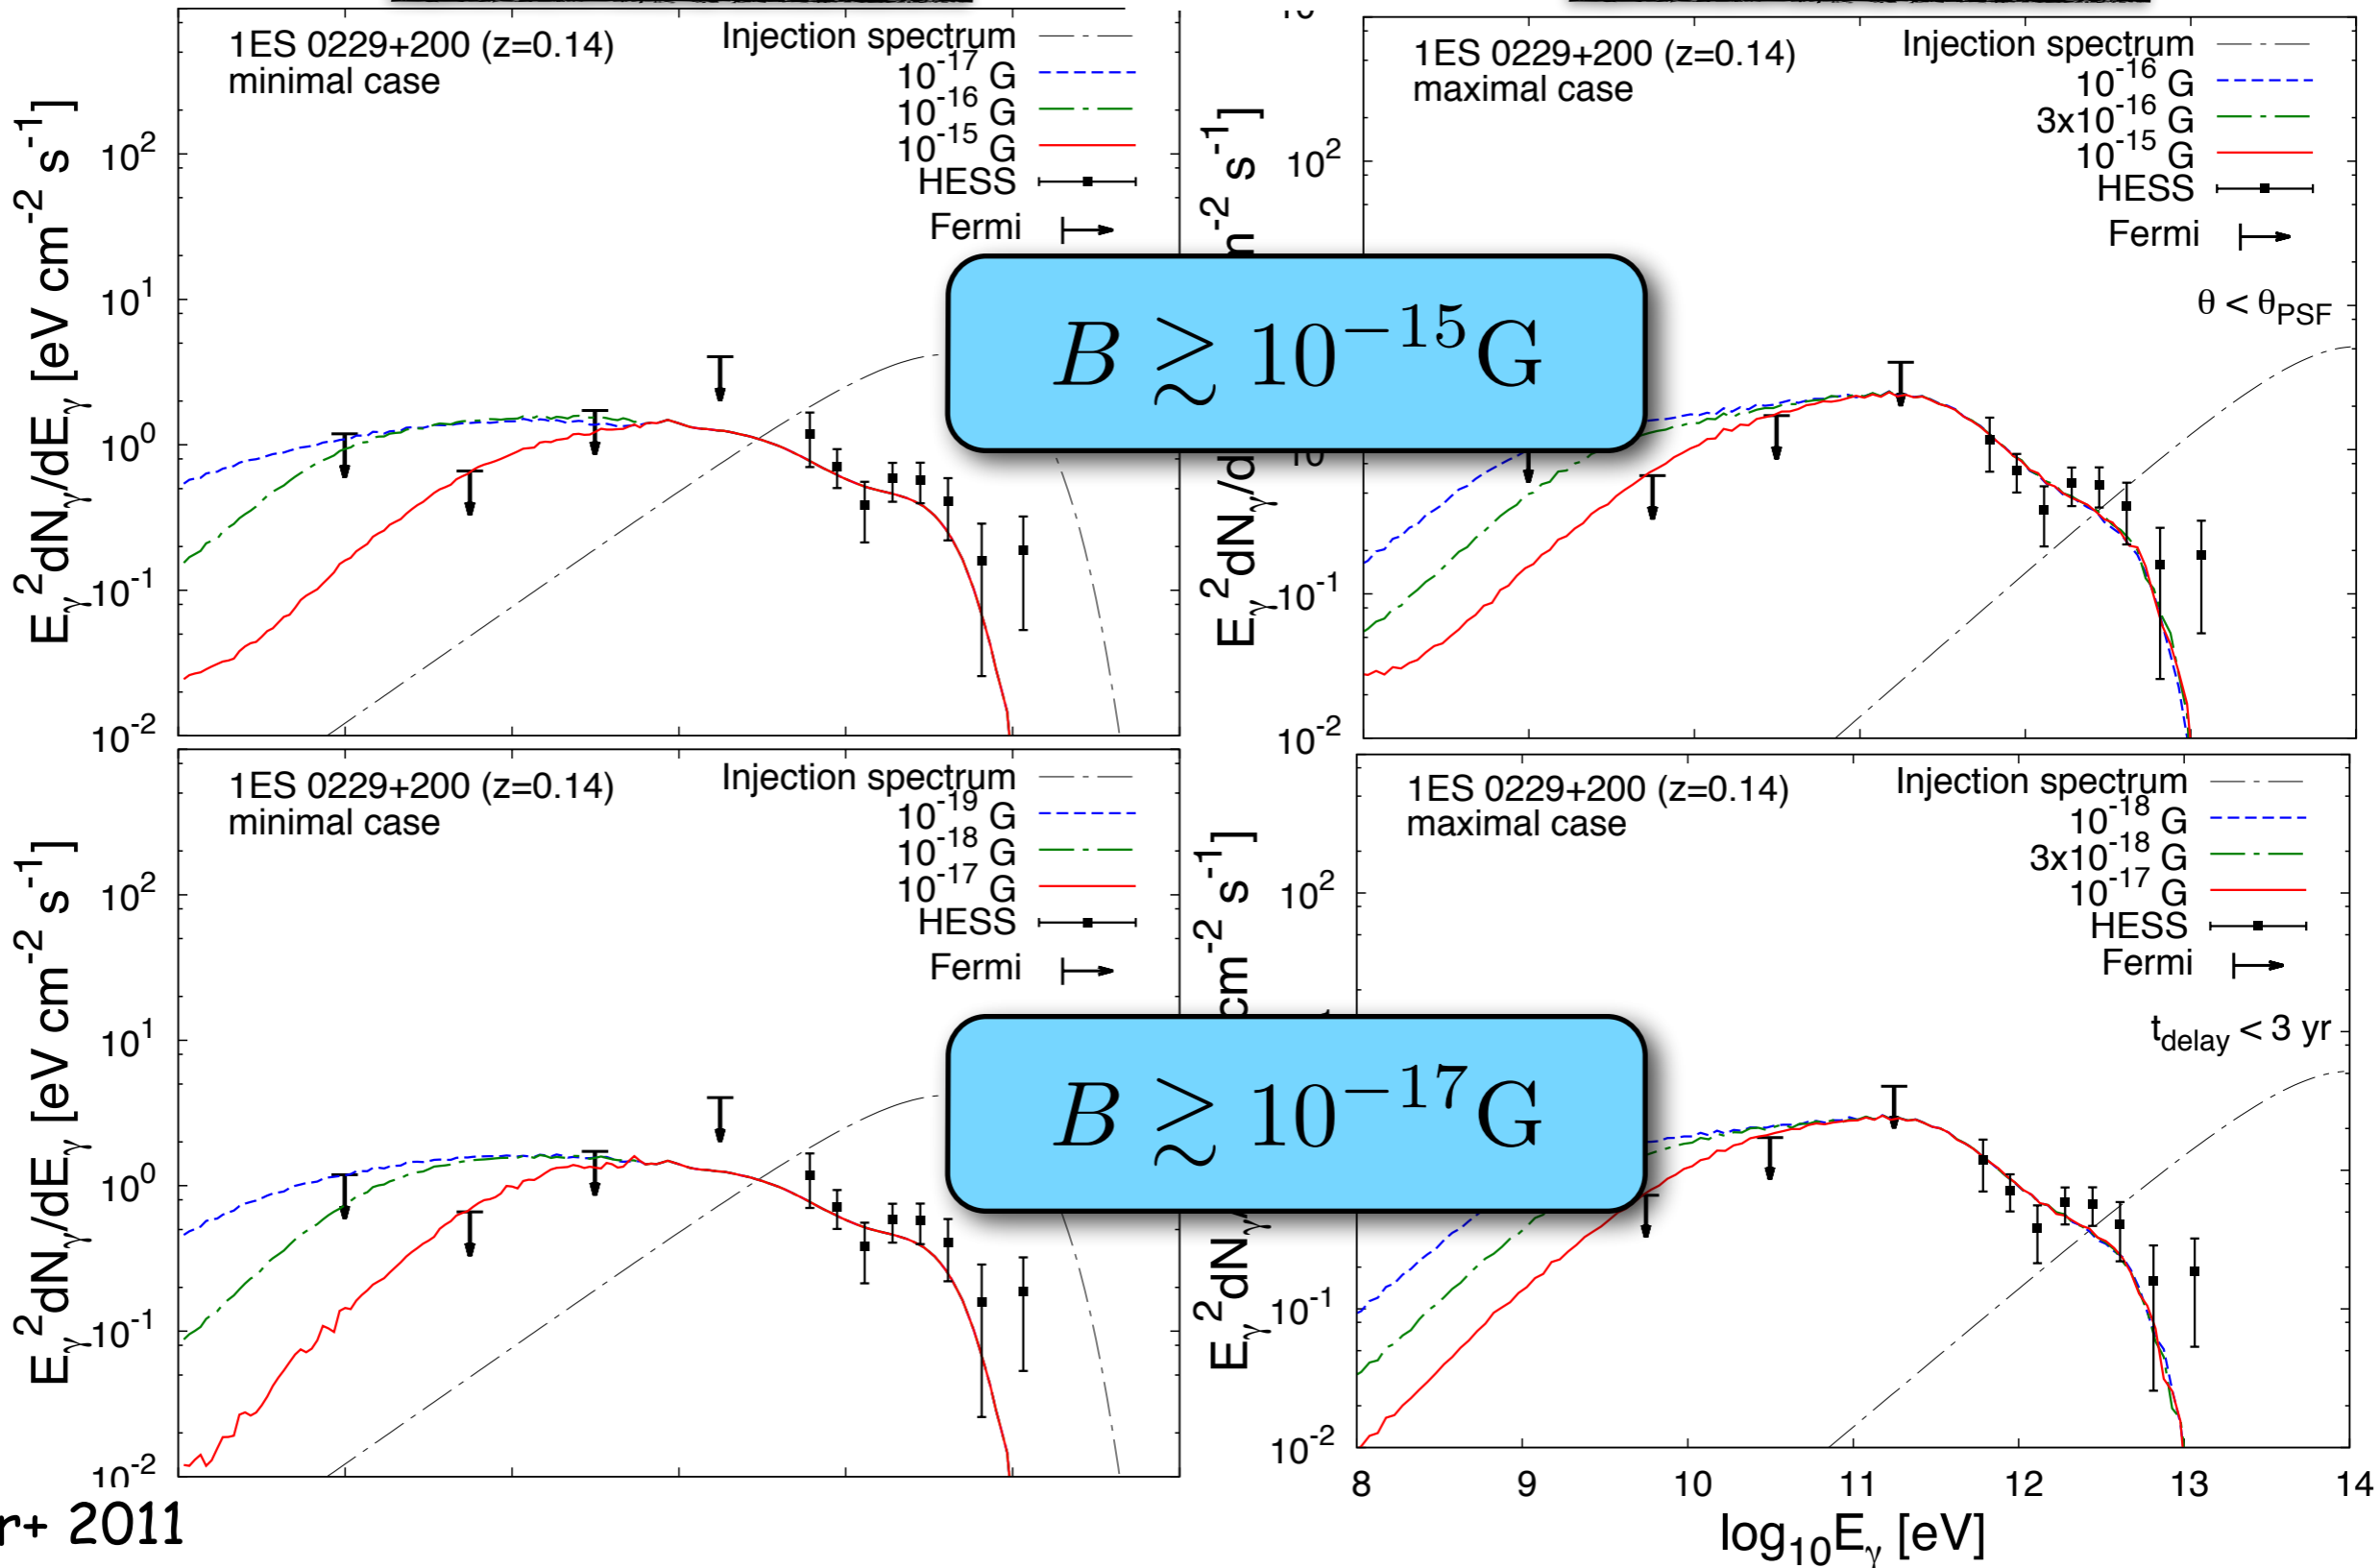 1ES 0229+200 (z=0.14)
minimal case
Injection spectrum
10^-17 G
10^-16 G
10^-15 G
HESS
Fermi
E_γ^2 dN_γ/dE_γ [eV cm^-2 s^-1]
10^2
10^1
10^0
10^-1
10^-2
1ES 0229+200 (z=0.14)
maximal case
Injection spectrum
10^-16 G
3x10^-16 G
10^-15 G
HESS
Fermi
θ < θ_PSF
10^2
10^-1
10^-2
B ≳ 10^−15 G
1ES 0229+200 (z=0.14)
minimal case
Injection spectrum
10^-19 G
10^-18 G
10^-17 G
HESS
Fermi
E_γ^2 dN_γ/dE_γ [eV cm^-2 s^-1]
10^2
10^1
10^0
10^-1
10^-2
1ES 0229+200 (z=0.14)
maximal case
Injection spectrum
10^-18 G
3x10^-18 G
10^-17 G
HESS
Fermi
t_delay < 3 yr
10^2
10^-1
10^-2
B ≳ 10^−17 G
8 9 10 11 12 13 14
log_10 E_γ [eV]
r+ 2011